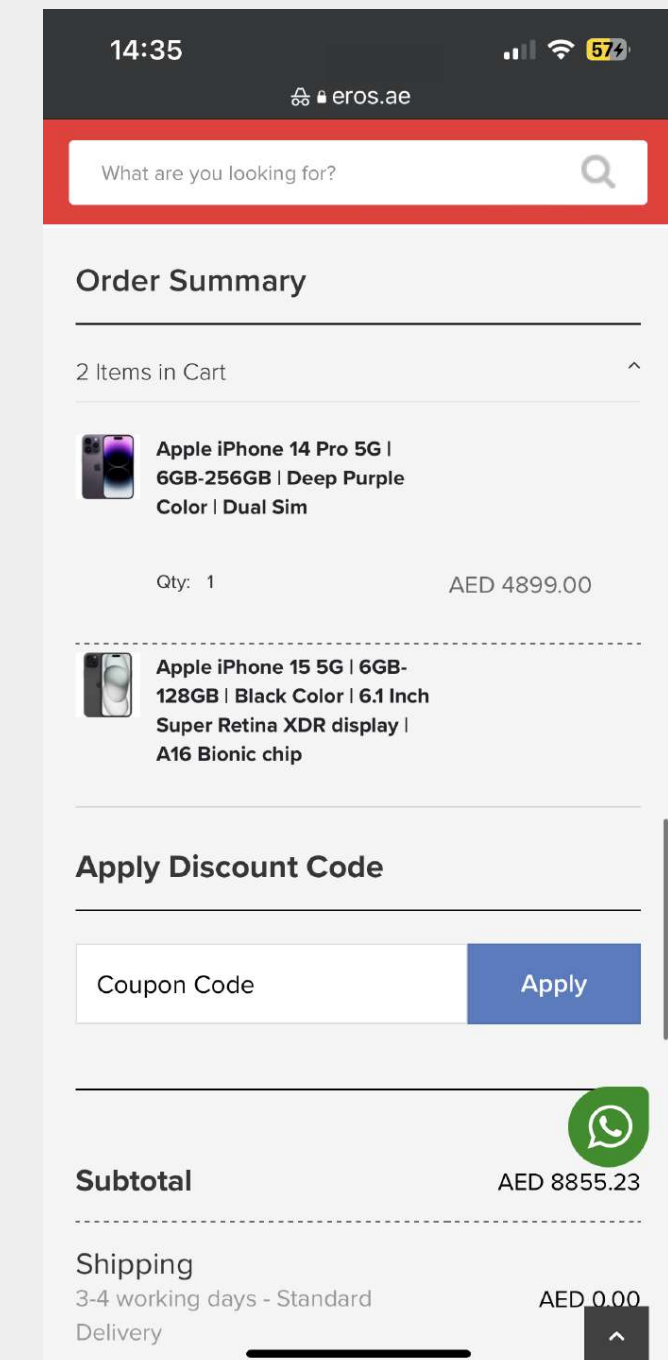 14:35
57
eros.ae
What are you looking for?
Order Summary
2 Items in Cart
Apple iPhone 14 Pro 5G |
6GB-256GB | Deep Purple
Color | Dual Sim
Qty: 1 AED 4899.00
Apple iPhone 15 5G | 6GB-
128GB | Black Color | 6.1 Inch
Super Retina XDR display |
A16 Bionic chip
Apply Discount Code
Coupon Code Apply
Subtotal AED 8855.23
Shipping
3-4 working days - Standard AED 0.00
Delivery